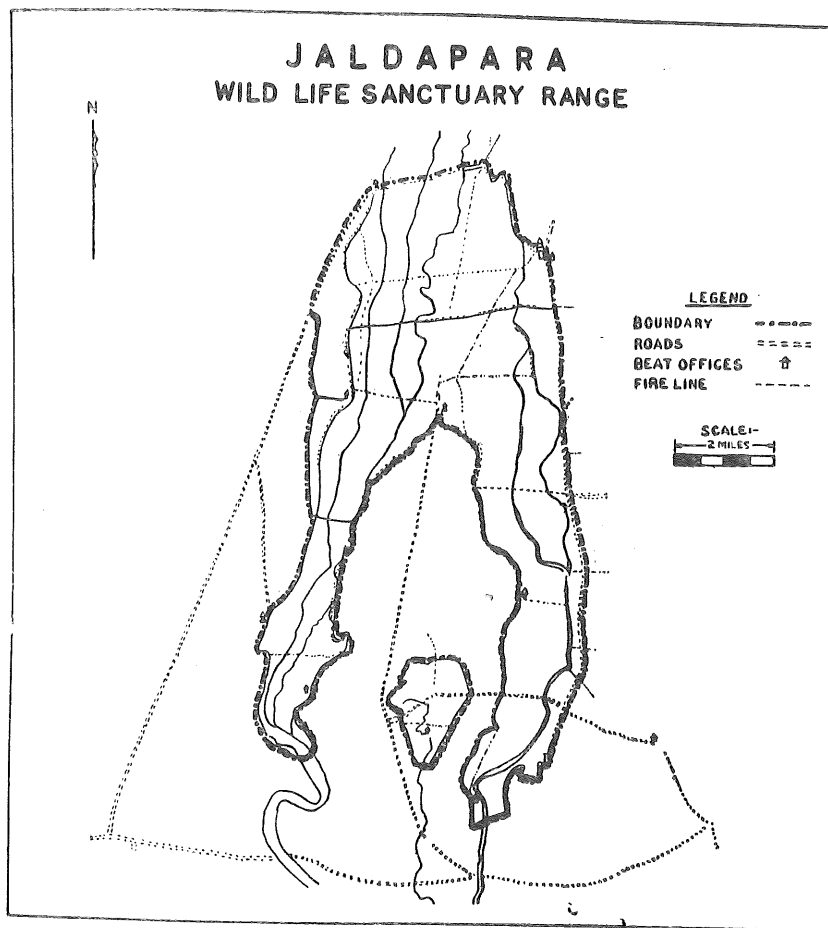 JALDAPARA
WILD LIFE SANCTUARY RANGE
N
LEGEND
BOUNDARY
ROADS
BEAT OFFICES
FIRE LINE
SCALE:-
2 MILES